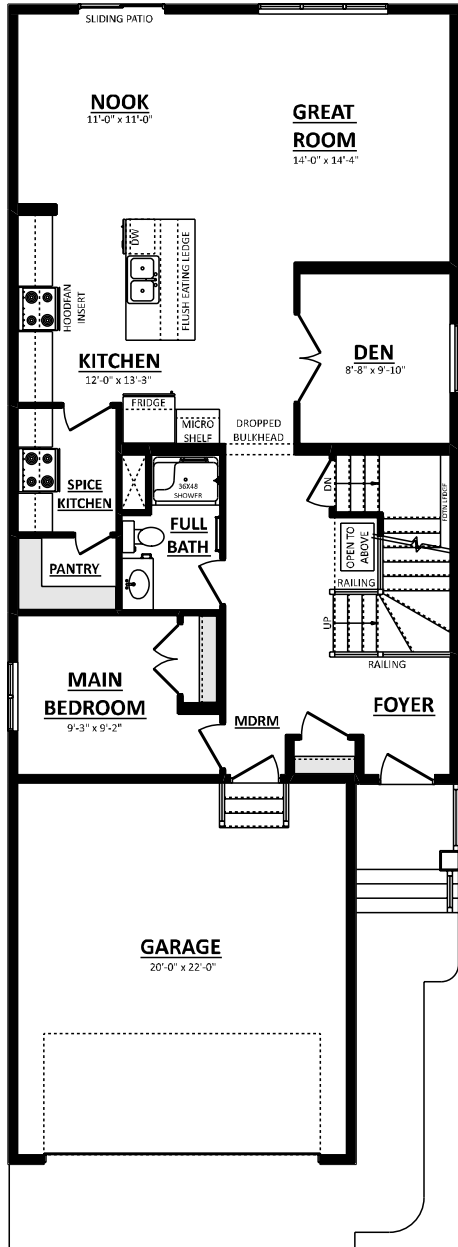 SLIDING PATIO
NOOK
11'-0" x 11'-0"
GREAT
ROOM
14'-0" x 14'-4"
DW
FLUSH EATING LEDGE
HOODFAN
INSERT
KITCHEN
12'-0" x 13'-3"
DEN
8'-8" x 9'-10"
FRIDGE
MICRO
SHELF
DROPPED
BULKHEAD
SPICE
KITCHEN
36X48
SHOWER
FULL
BATH
DN
OPEN TO
ABOVE
RAILING
PANTRY
UP
RAILING
MAIN
BEDROOM
9'-3" x 9'-2"
MDRM
FOYER
GARAGE
20'-0" x 22'-0"